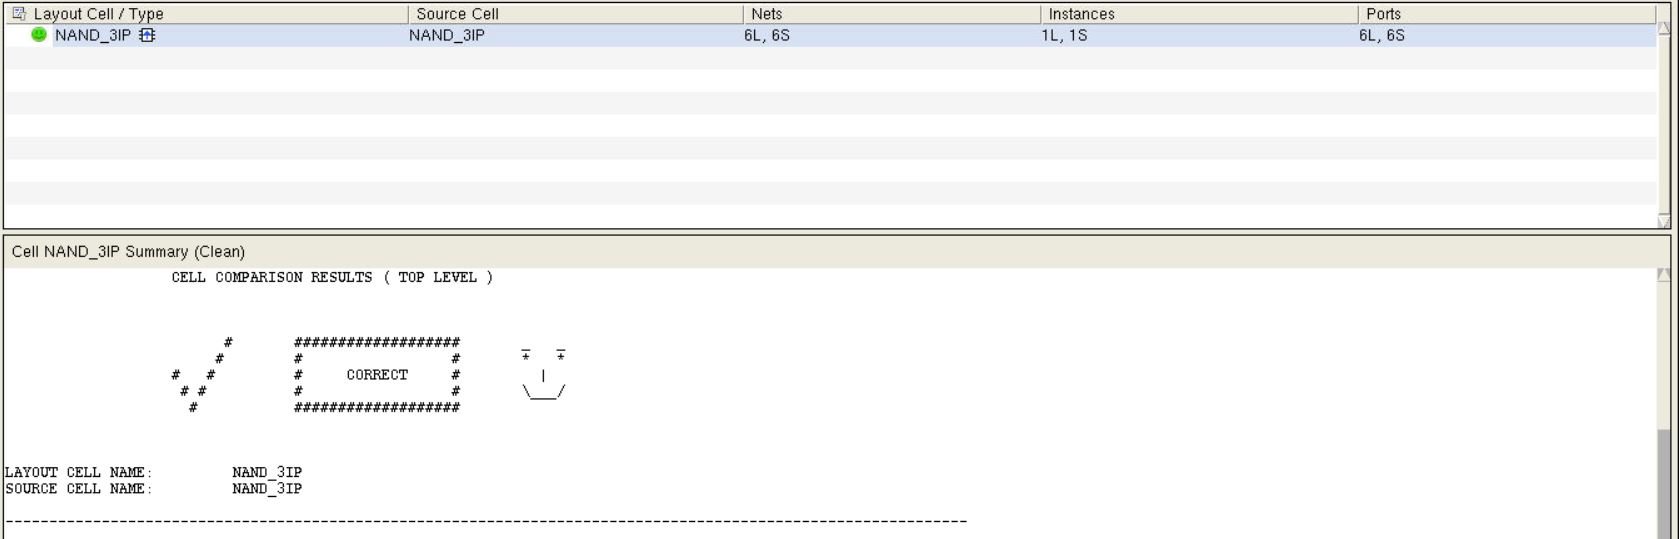 Layout Cell / Type Source Cell Nets Instances Ports
NAND_3IP NAND_3IP 6L, 6S 1L, 1S 6L, 6S
Cell NAND_3IP Summary (Clean)
CELL COMPARISON RESULTS ( TOP LEVEL )
# ###################
# # # _ _
# # # CORRECT # |
# # # # \___/
# ###################
LAYOUT CELL NAME: NAND_3IP
SOURCE CELL NAME: NAND_3IP
--------------------------------------------------------------------------------------------------------------